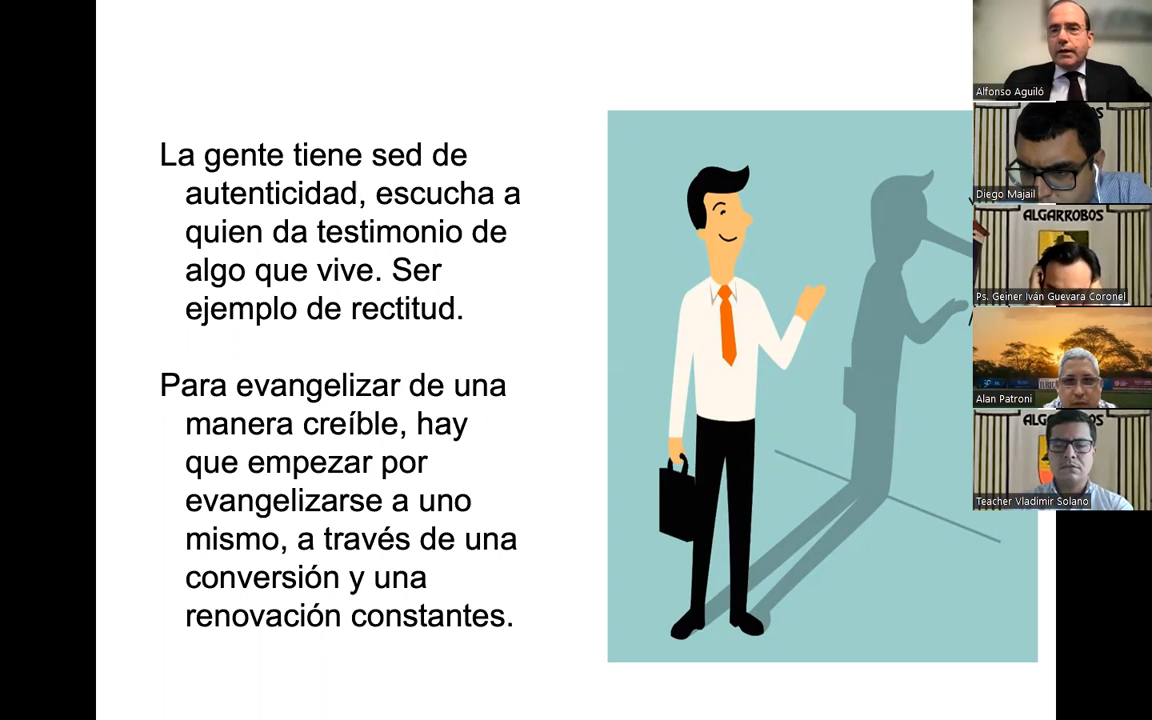 La gente tiene sed de
autenticidad, escucha a
quien da testimonio de
algo que vive. Ser
ejemplo de rectitud.
Para evangelizar de una
manera creíble, hay
que empezar por
evangelizarse a uno
mismo, a través de una
conversión y una
renovación constantes.
Alfonso Aguiló
Diego Majail
ALGARROBOS
Ps. Geiner Iván Guevara Coronel
Alan Patroni
Teacher Vladimir Solano